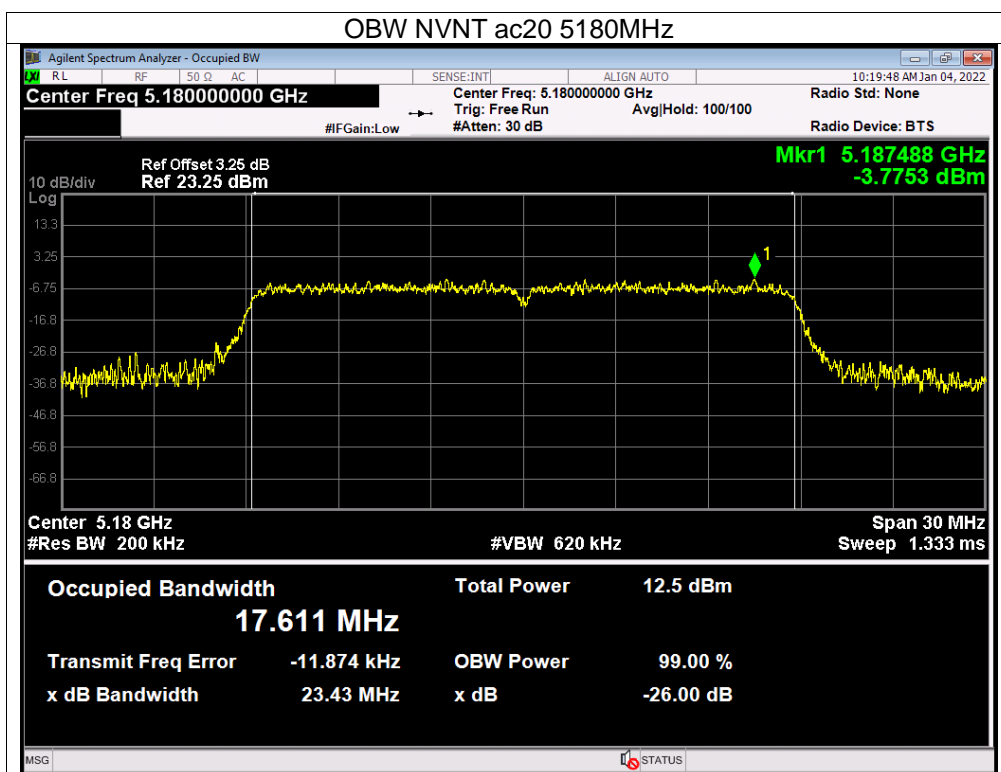 OBW NVNT ac20 5180MHz
Agilent Spectrum Analyzer - Occupied BW
LXI RL RF 50 Ω AC SENSE:INT ALIGN AUTO 10:19:48 AM Jan 04, 2022
Center Freq 5.180000000 GHz Center Freq: 5.180000000 GHz Radio Std: None
Trig: Free Run Avg|Hold: 100/100
#IFGain:Low #Atten: 30 dB Radio Device: BTS
Mkr1 5.187488 GHz
-3.7753 dBm
Ref Offset 3.25 dB
10 dB/div Ref 23.25 dBm
Log
13.3
3.25
1
-6.75
-16.8
-26.8
-36.8
-46.8
-56.8
-66.8
Center 5.18 GHz Span 30 MHz
#Res BW 200 kHz #VBW 620 kHz Sweep 1.333 ms
Occupied Bandwidth Total Power 12.5 dBm
17.611 MHz
Transmit Freq Error -11.874 kHz OBW Power 99.00 %
x dB Bandwidth 23.43 MHz x dB -26.00 dB
MSG STATUS